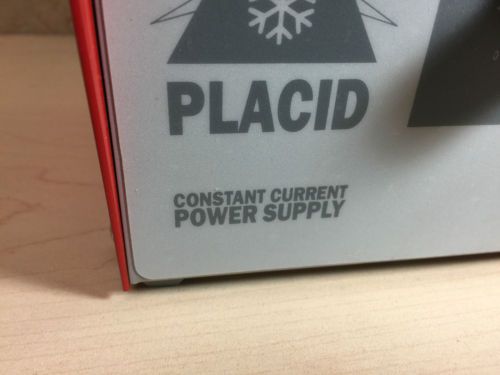 PLACID
CONSTANT CURRENT
POWER SUPPLY